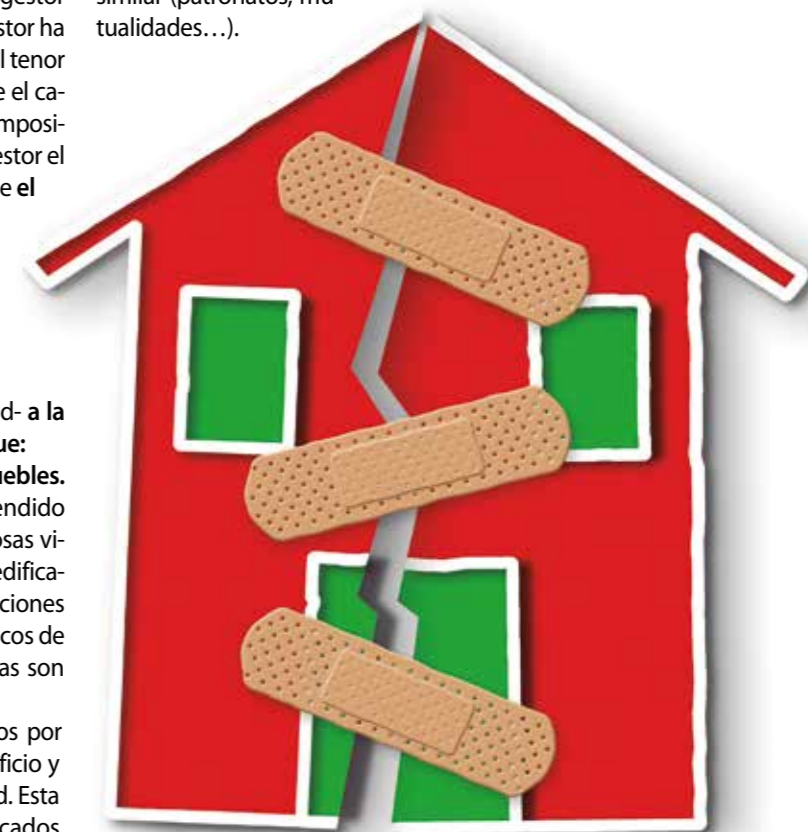 gestor
stor ha
l tenor
e el ca-
mposi-
estor el
e el
d- a la
ue:
uebles.
endido
osas vi-
edifica-
ciones
cos de
as son
os por
ficio y
d. Esta
cados
similar (patronatos, mu-
tualidades…).